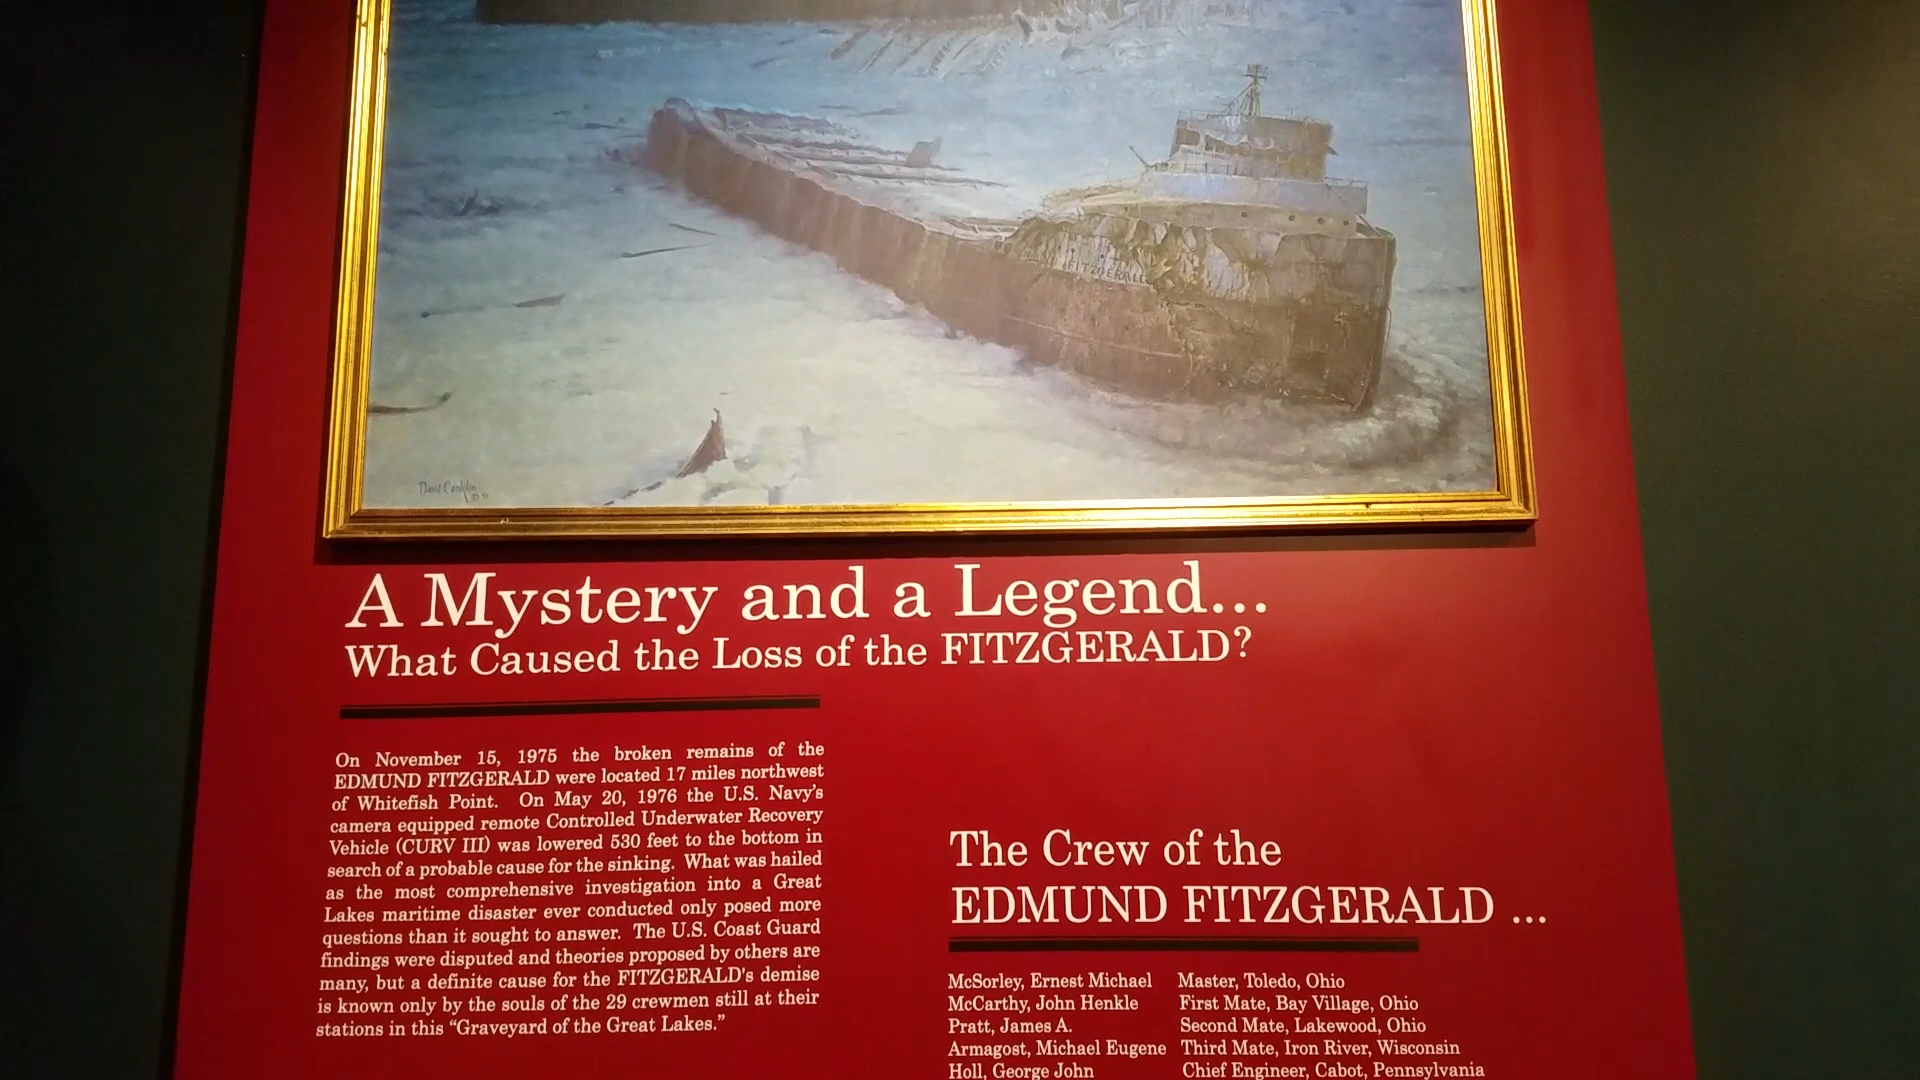 FITZGERALD
David Conklin
A Mystery and a Legend...
What Caused the Loss of the FITZGERALD?
On November 15, 1975 the broken remains of the
EDMUND FITZGERALD were located 17 miles northwest
of Whitefish Point. On May 20, 1976 the U.S. Navy's
camera equipped remote Controlled Underwater Recovery
Vehicle (CURV III) was lowered 530 feet to the bottom in
search of a probable cause for the sinking. What was hailed
as the most comprehensive investigation into a Great
Lakes maritime disaster ever conducted only posed more
questions than it sought to answer. The U.S. Coast Guard
findings were disputed and theories proposed by others are
many, but a definite cause for the FITZGERALD's demise
is known only by the souls of the 29 crewmen still at their
stations in this "Graveyard of the Great Lakes."
The Crew of the
EDMUND FITZGERALD ...
McSorley, Ernest Michael Master, Toledo, Ohio
McCarthy, John Henkle First Mate, Bay Village, Ohio
Pratt, James A. Second Mate, Lakewood, Ohio
Armagost, Michael Eugene Third Mate, Iron River, Wisconsin
Holl, George John Chief Engineer, Cabot, Pennsylvania